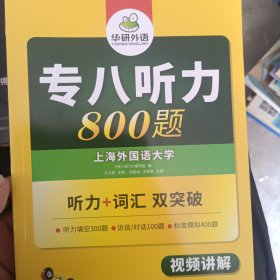 华研外语
专八听力
800题
上海外国语大学
听力+词汇 双突破
•听力填空300题 •访谈/对话100题 •标准模拟400题
视频讲解